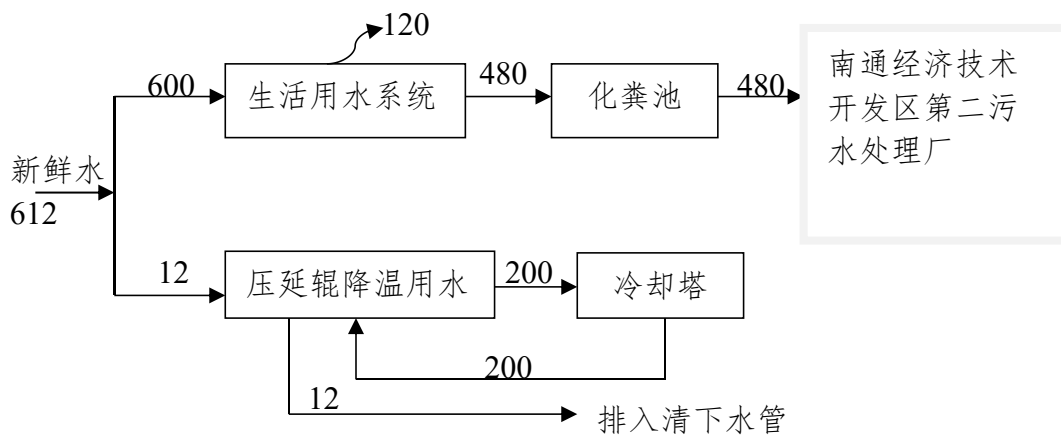 120
600
生活用水系统
480
化粪池
480
南通经济技术
开发区第二污
水处理厂
新鲜水
612
12
压延辊降温用水
200
冷却塔
200
12
排入清下水管